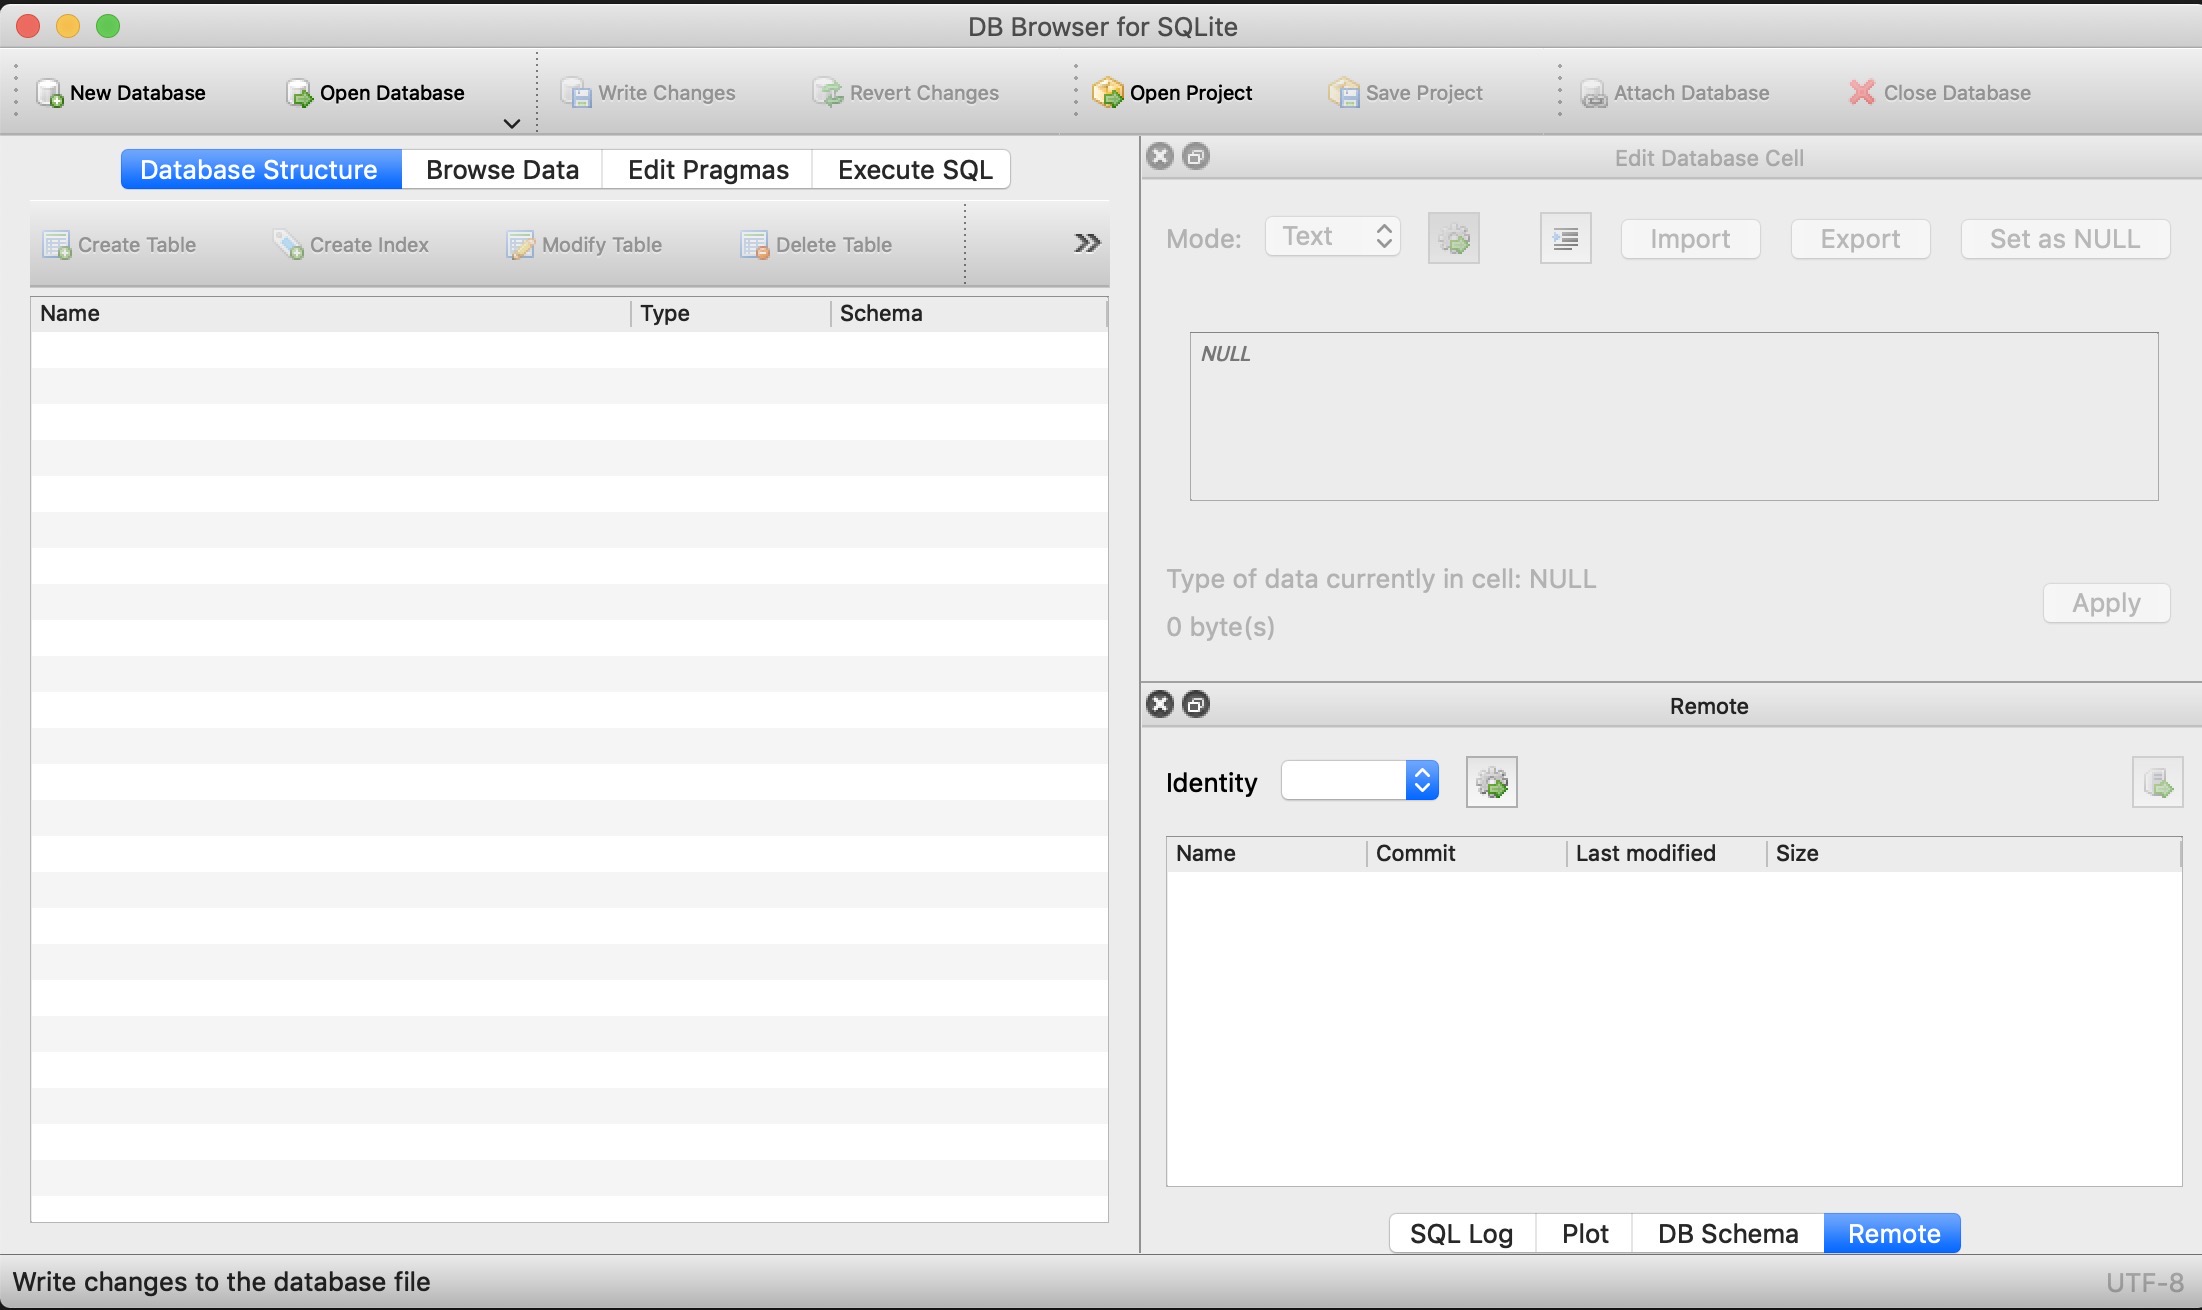 DB Browser for SQLite
New Database Open Database Write Changes Revert Changes Open Project Save Project Attach Database Close Database
Database Structure Browse Data Edit Pragmas Execute SQL
Create Table Create Index Modify Table Delete Table
Name Type Schema
Edit Database Cell
Mode: Text Import Export Set as NULL
NULL
Type of data currently in cell: NULL
0 byte(s)
Apply
Remote
Identity
Name Commit Last modified Size
SQL Log Plot DB Schema Remote
Write changes to the database file
UTF-8